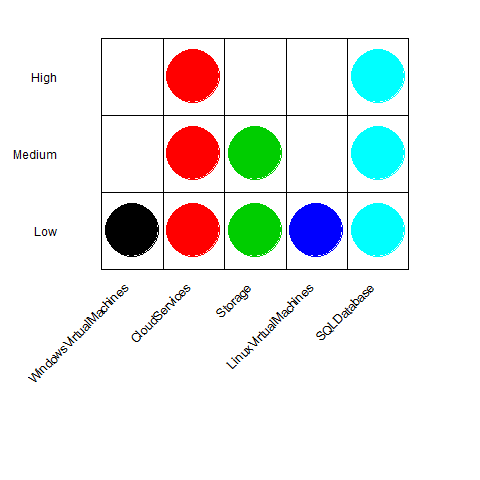 High
Medium
Low
WindowsVirtualMachines
CloudServices
Storage
LinuxVirtualMachines
SQLDatabase